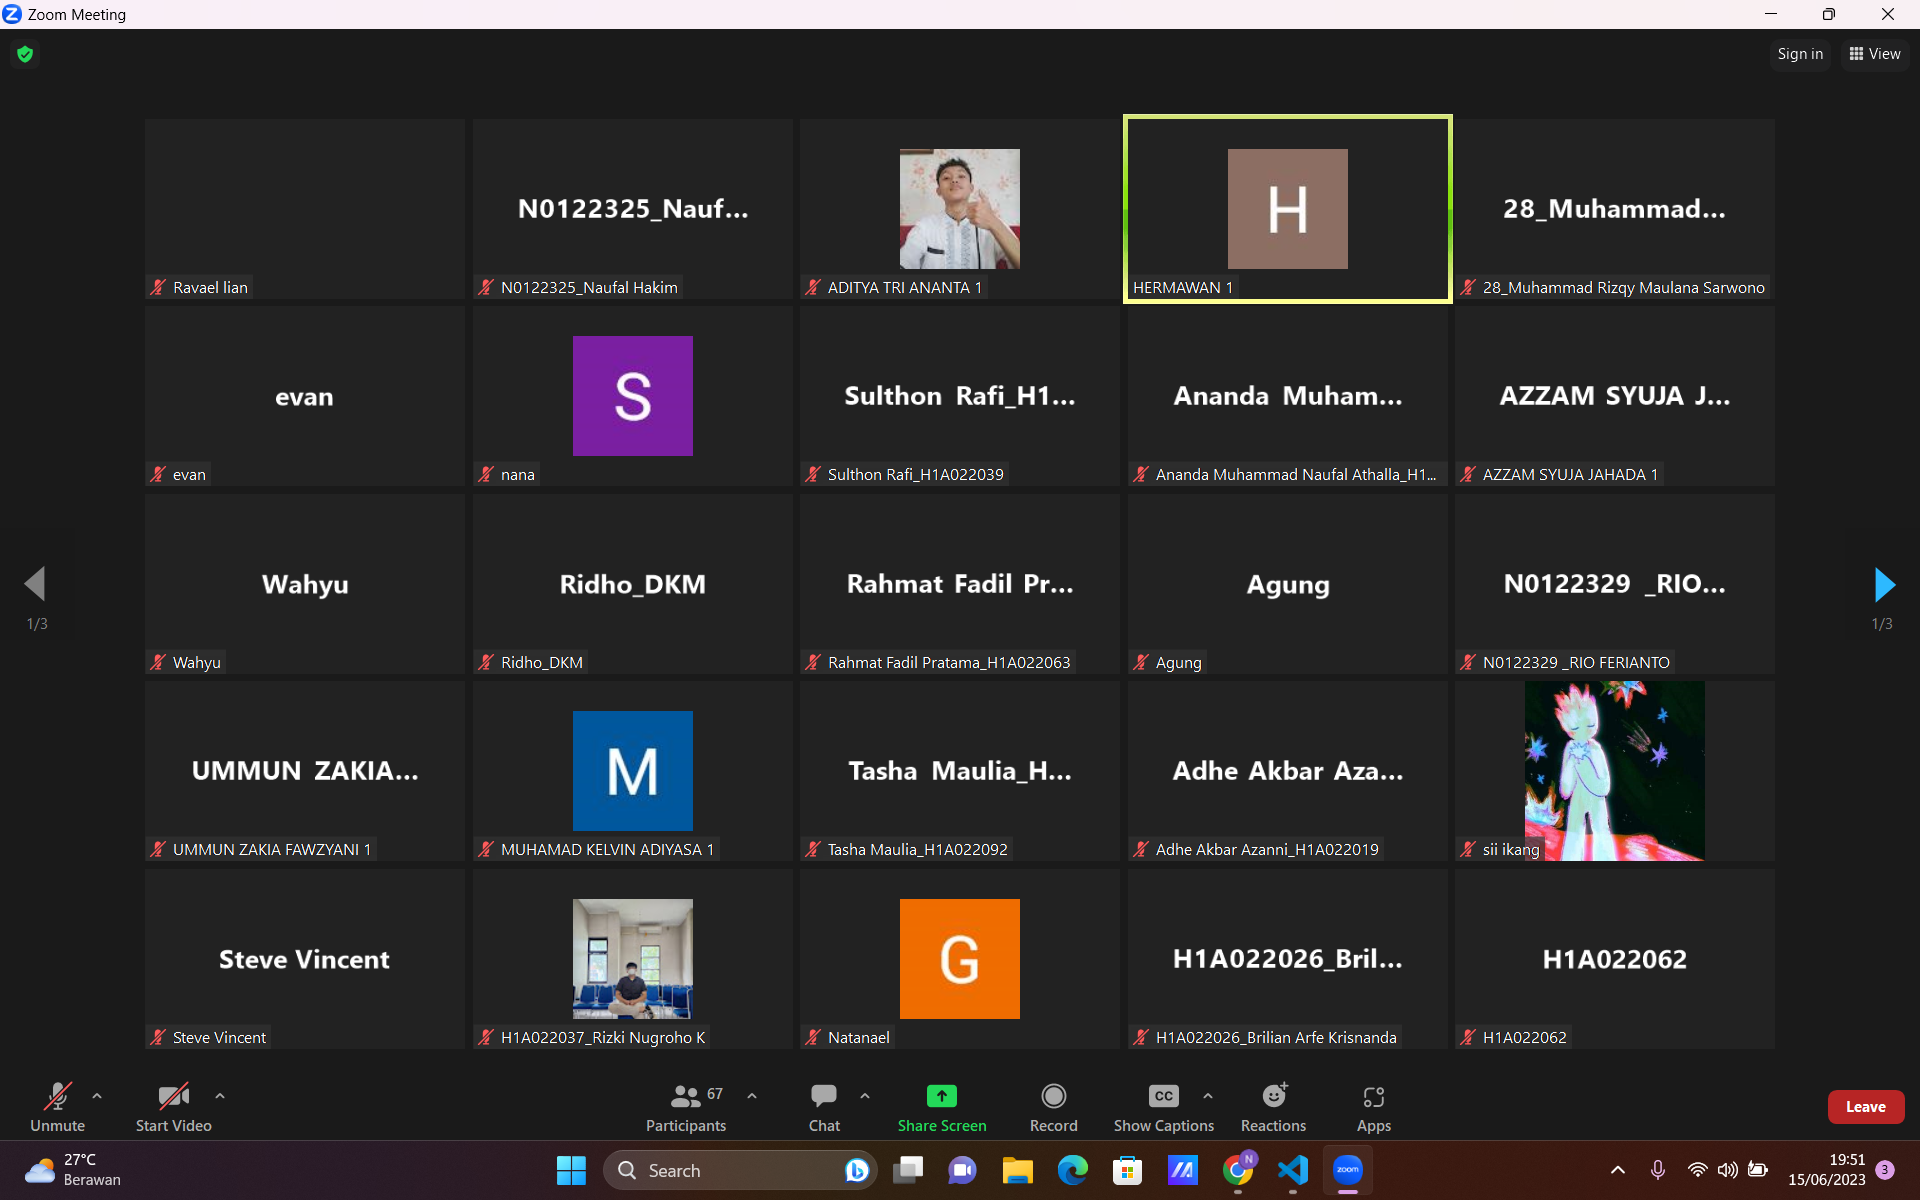 Zoom Meeting
Sign in
View
N0122325_Nauf...
H
28_Muhammad...
Ravael lian
N0122325_Naufal Hakim
ADITYA TRI ANANTA 1
HERMAWAN 1
28_Muhammad Rizqy Maulana Sarwono
evan
S
Sulthon Rafi_H1...
Ananda Muham...
AZZAM SYUJA J...
evan
nana
Sulthon Rafi_H1A022039
Ananda Muhammad Naufal Athalla_H1...
AZZAM SYUJA JAHADA 1
Wahyu
Ridho_DKM
Rahmat Fadil Pr...
Agung
N0122329 _RIO...
1/3
1/3
Wahyu
Ridho_DKM
Rahmat Fadil Pratama_H1A022063
Agung
N0122329 _RIO FERIANTO
UMMUN ZAKIA...
M
Tasha Maulia_H...
Adhe Akbar Aza...
UMMUN ZAKIA FAWZYANI 1
MUHAMAD KELVIN ADIYASA 1
Tasha Maulia_H1A022092
Adhe Akbar Azanni_H1A022019
sii ikang
Steve Vincent
G
H1A022026_Bril...
H1A022062
Steve Vincent
H1A022037_Rizki Nugroho K
Natanael
H1A022026_Brilian Arfe Krisnanda
H1A022062
67
CC
Unmute
Start Video
Participants
Chat
Share Screen
Record
Show Captions
Reactions
Apps
Leave
27°C
Berawan
Search
N
zoom
19:51
15/06/2023
3